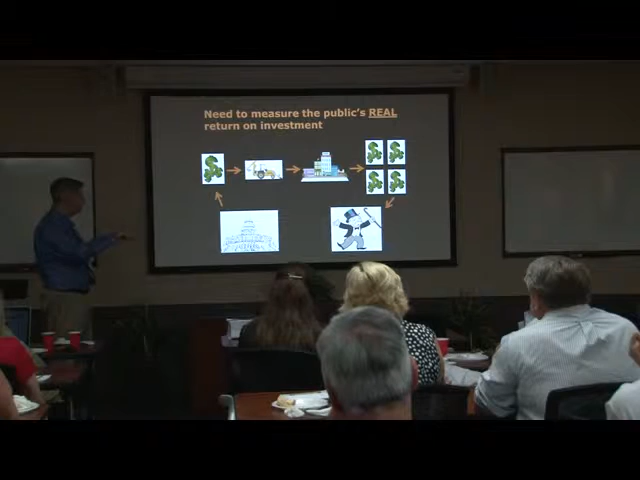 Need to measure the public's REAL
return on investment